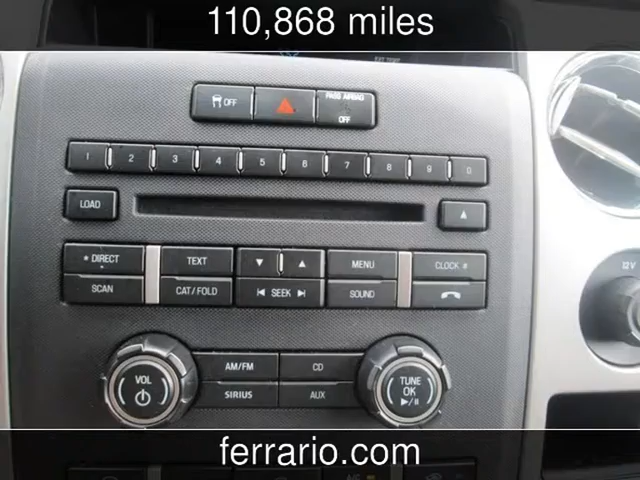 110,868 miles
EXT TEMP
OFF
PASS AIRBAG
OFF
1 2 3 4 5 6 7 8 9 0
LOAD
* DIRECT TEXT MENU CLOCK #
SCAN CAT/FOLD SEEK SOUND
12V
VOL AM/FM CD TUNE
OK
SIRIUS AUX
ferrario.com